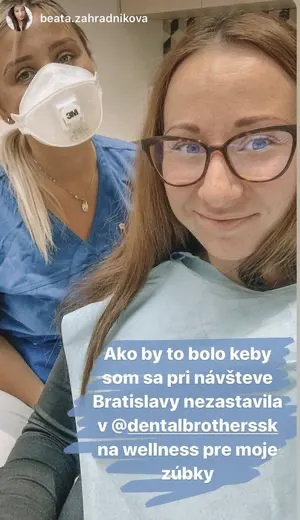 beata.zahradnikova
3M
Ako by to bolo keby
som sa pri návšteve
Bratislavy nezastavila
v @dentalbrotherssk
na wellness pre moje
zúbky